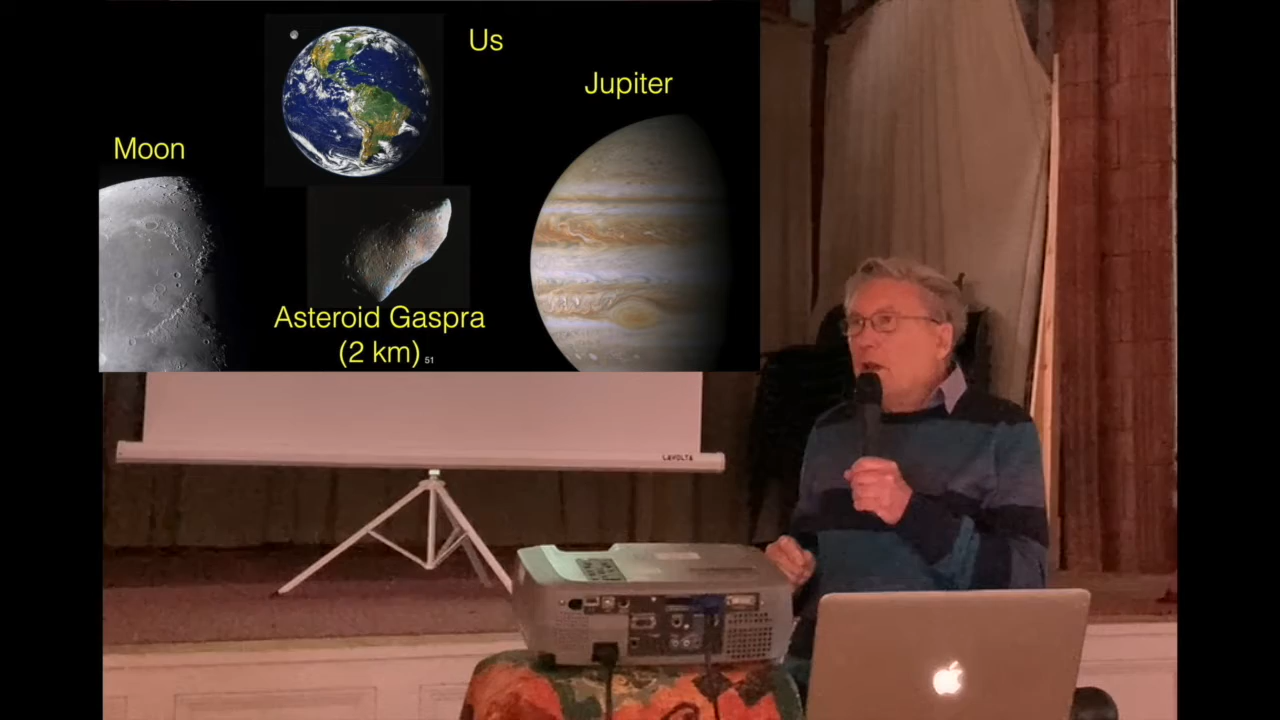 Us
Jupiter
Moon
Asteroid Gaspra
(2 km) 51
LAVOLTA